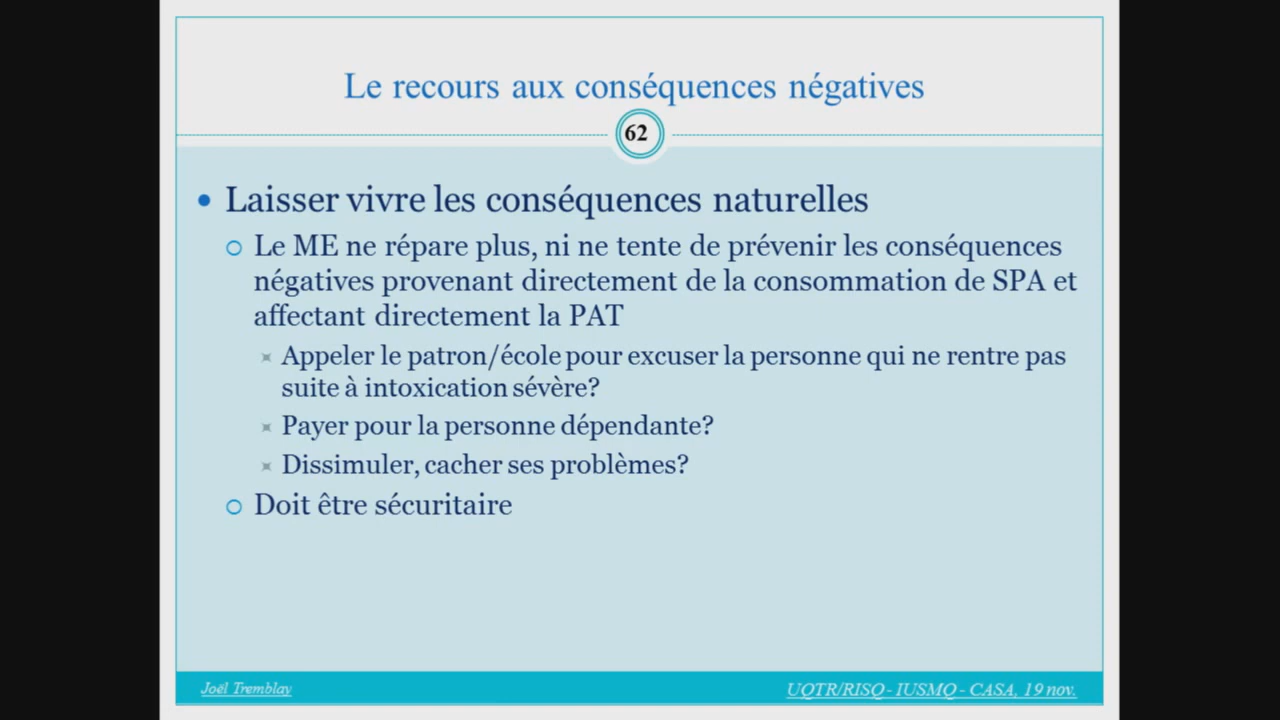 Le recours aux conséquences négatives
62
Laisser vivre les conséquences naturelles
Le ME ne répare plus, ni ne tente de prévenir les conséquences
négatives provenant directement de la consommation de SPA et
affectant directement la PAT
Appeler le patron/école pour excuser la personne qui ne rentre pas
suite à intoxication sévère?
Payer pour la personne dépendante?
Dissimuler, cacher ses problèmes?
Doit être sécuritaire
Joël Tremblay
UQTR/RISQ - IUSMQ - CASA, 19 nov.